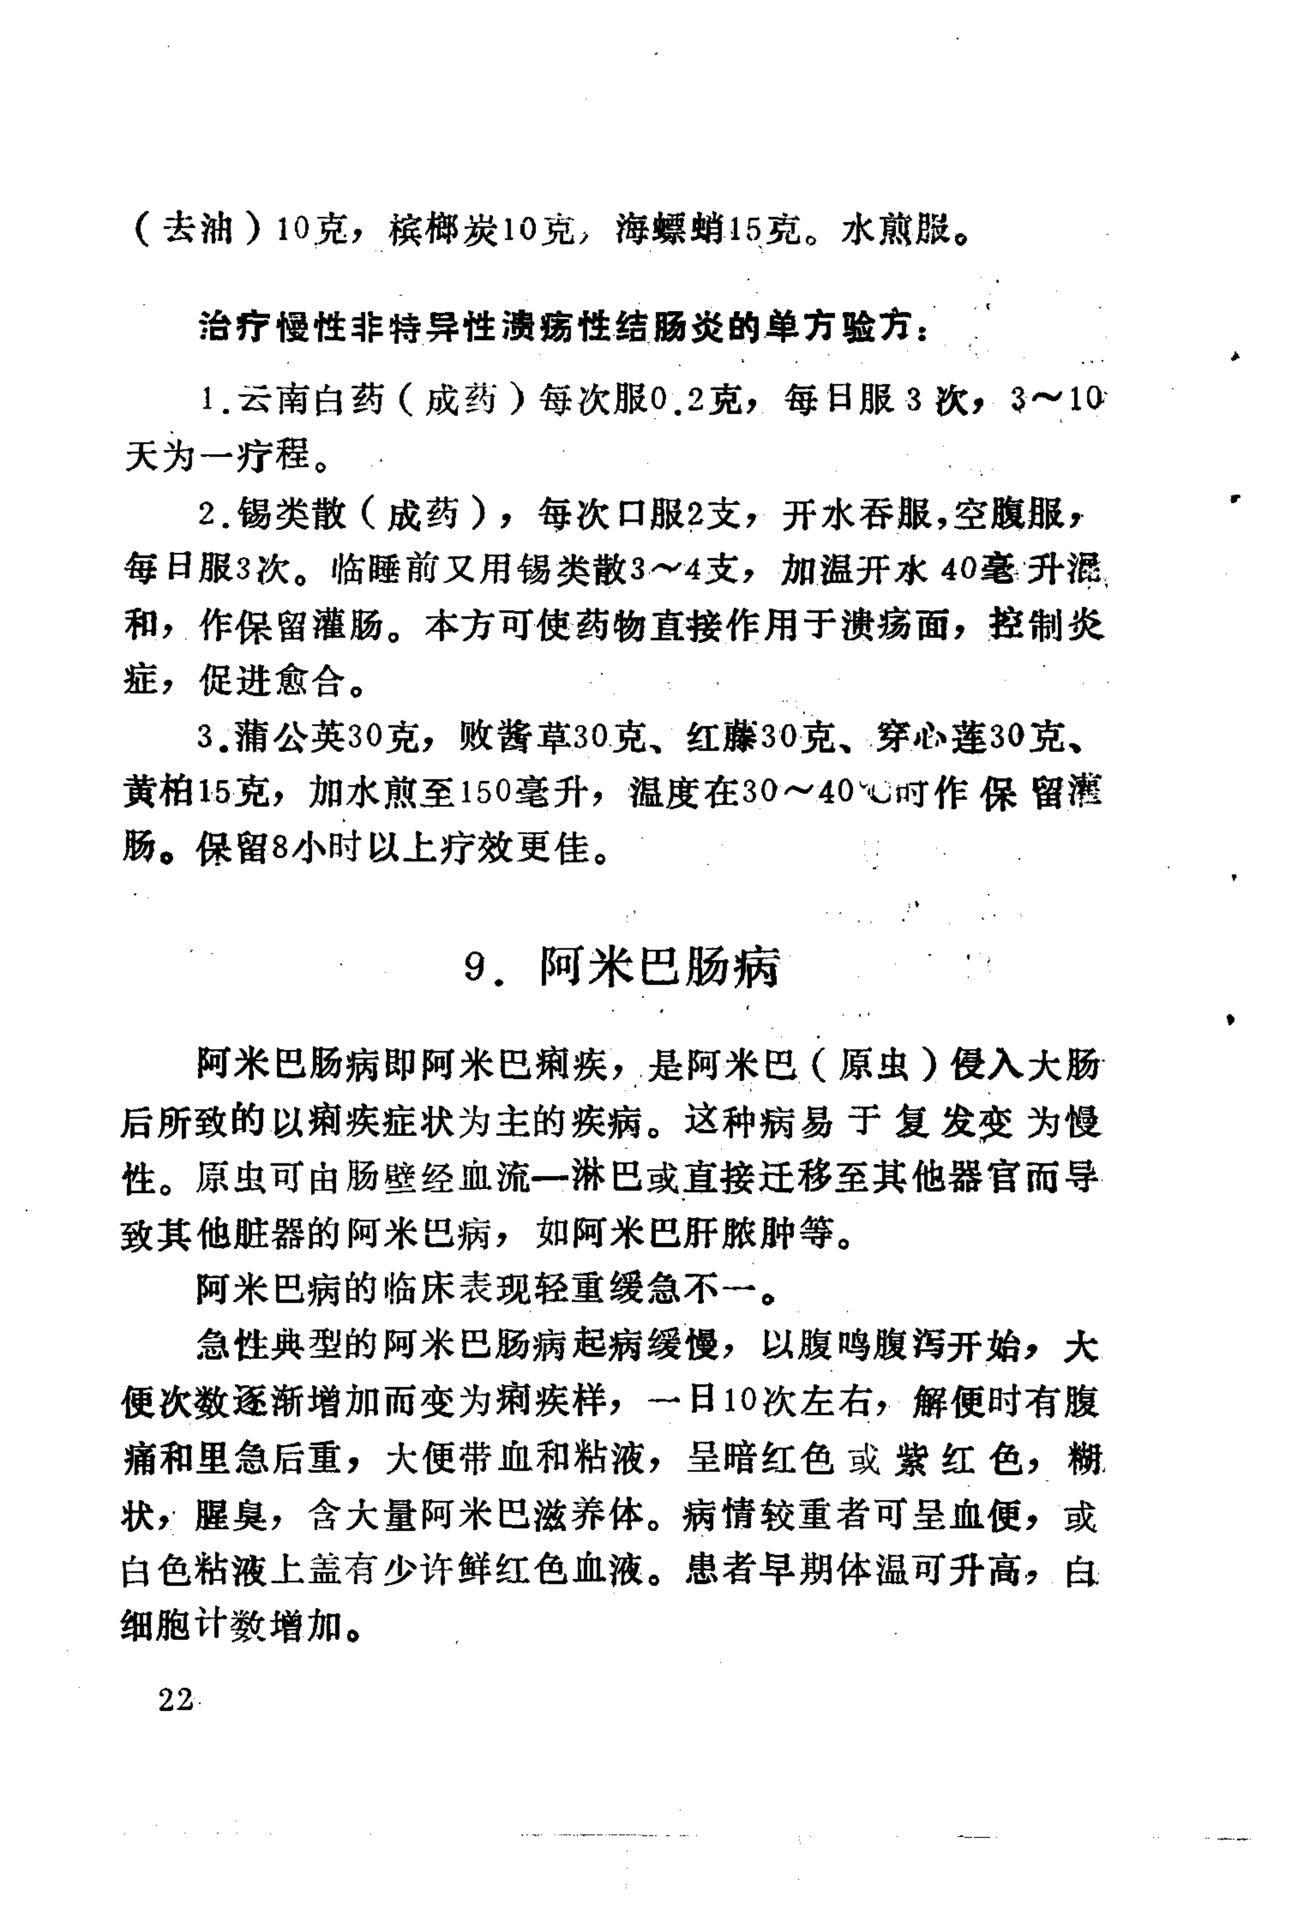 （去油）10克，槟榔炭10克，海螵蛸15克。水煎服。
治疗慢性非特异性溃疡性结肠炎的单方验方：
1.云南白药（成药）每次服0.2克，每日服3次，3～10
天为一疗程。
2.锡类散（成药），每次口服2支，开水吞服，空腹服，
每日服3次。临睡前又用锡类散3～4支，加温开水40毫升混
和，作保留灌肠。本方可使药物直接作用于溃疡面，控制炎
症，促进愈合。
3.蒲公英30克，败酱草30克、红藤30克、穿心莲30克、
黄柏15克，加水煎至150毫升，温度在30～40℃时作保留灌
肠。保留8小时以上疗效更佳。
9．阿米巴肠病
阿米巴肠病即阿米巴痢疾，是阿米巴（原虫）侵入大肠
后所致的以痢疾症状为主的疾病。这种病易于复发变为慢
性。原虫可由肠壁经血流—淋巴或直接迁移至其他器官而导
致其他脏器的阿米巴病，如阿米巴肝脓肿等。
阿米巴病的临床表现轻重缓急不一。
急性典型的阿米巴肠病起病缓慢，以腹鸣腹泻开始，大
便次数逐渐增加而变为痢疾样，一日10次左右，解便时有腹
痛和里急后重，大便带血和粘液，呈暗红色或紫红色，糊
状，腥臭，含大量阿米巴滋养体。病情较重者可呈血便，或
白色粘液上盖有少许鲜红色血液。患者早期体温可升高，白
细胞计数增加。
22